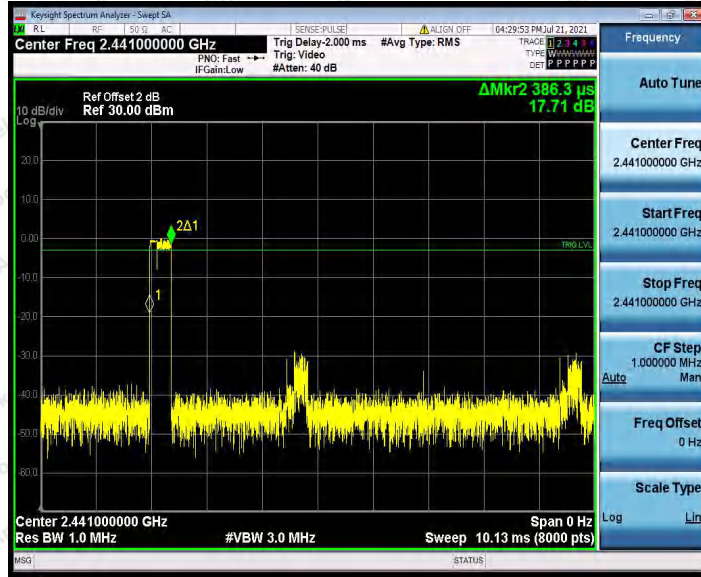 Keysight Spectrum Analyzer - Swept SA
LXI RL RF 50 Ω AC SENSE:PULSE ALIGN OFF 04:29:53 PM Jul 21, 2021
Center Freq 2.441000000 GHz
PNO: Fast
IFGain:Low
Trig Delay-2.000 ms
Trig: Video
#Atten: 40 dB
#Avg Type: RMS
TRACE 1 2 3 4 5 6
TYPE W
DET P P P P P P
Ref Offset 2 dB
Ref 30.00 dBm
10 dB/div
Log
ΔMkr2 386.3 µs
17.71 dB
20.0
10.0
0.00
-10.0
-20.0
-30.0
-40.0
-50.0
-60.0
2Δ1
1
TRIG LVL
Center 2.441000000 GHz
Span 0 Hz
Res BW 1.0 MHz
#VBW 3.0 MHz
Sweep 10.13 ms (8000 pts)
MSG
STATUS
Frequency
Auto Tune
Center Freq
2.441000000 GHz
Start Freq
2.441000000 GHz
Stop Freq
2.441000000 GHz
CF Step
1.000000 MHz
Auto Man
Freq Offset
0 Hz
Scale Type
Log Lin